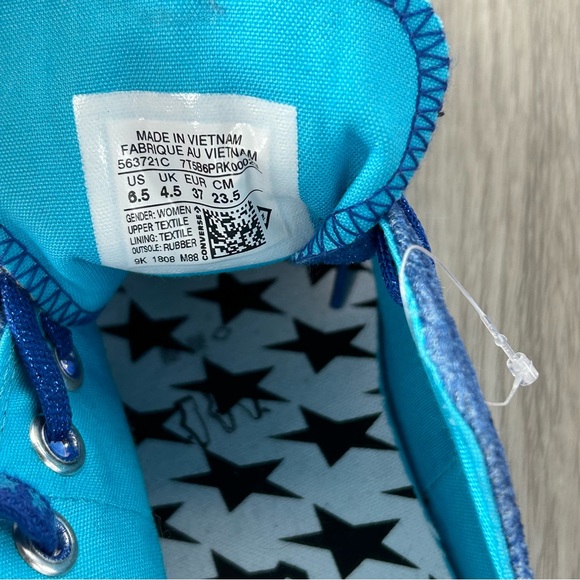 MADE IN VIETNAM
FABRIQUE AU VIETNAM
563721C
US UK EUR CM
6.5 4.5 37 23.5
GENDER: WOMEN
UPPER: TEXTILE
LINING: TEXTILE
OUTSOLE: RUBBER
9K 1808 M88
CONVERSE